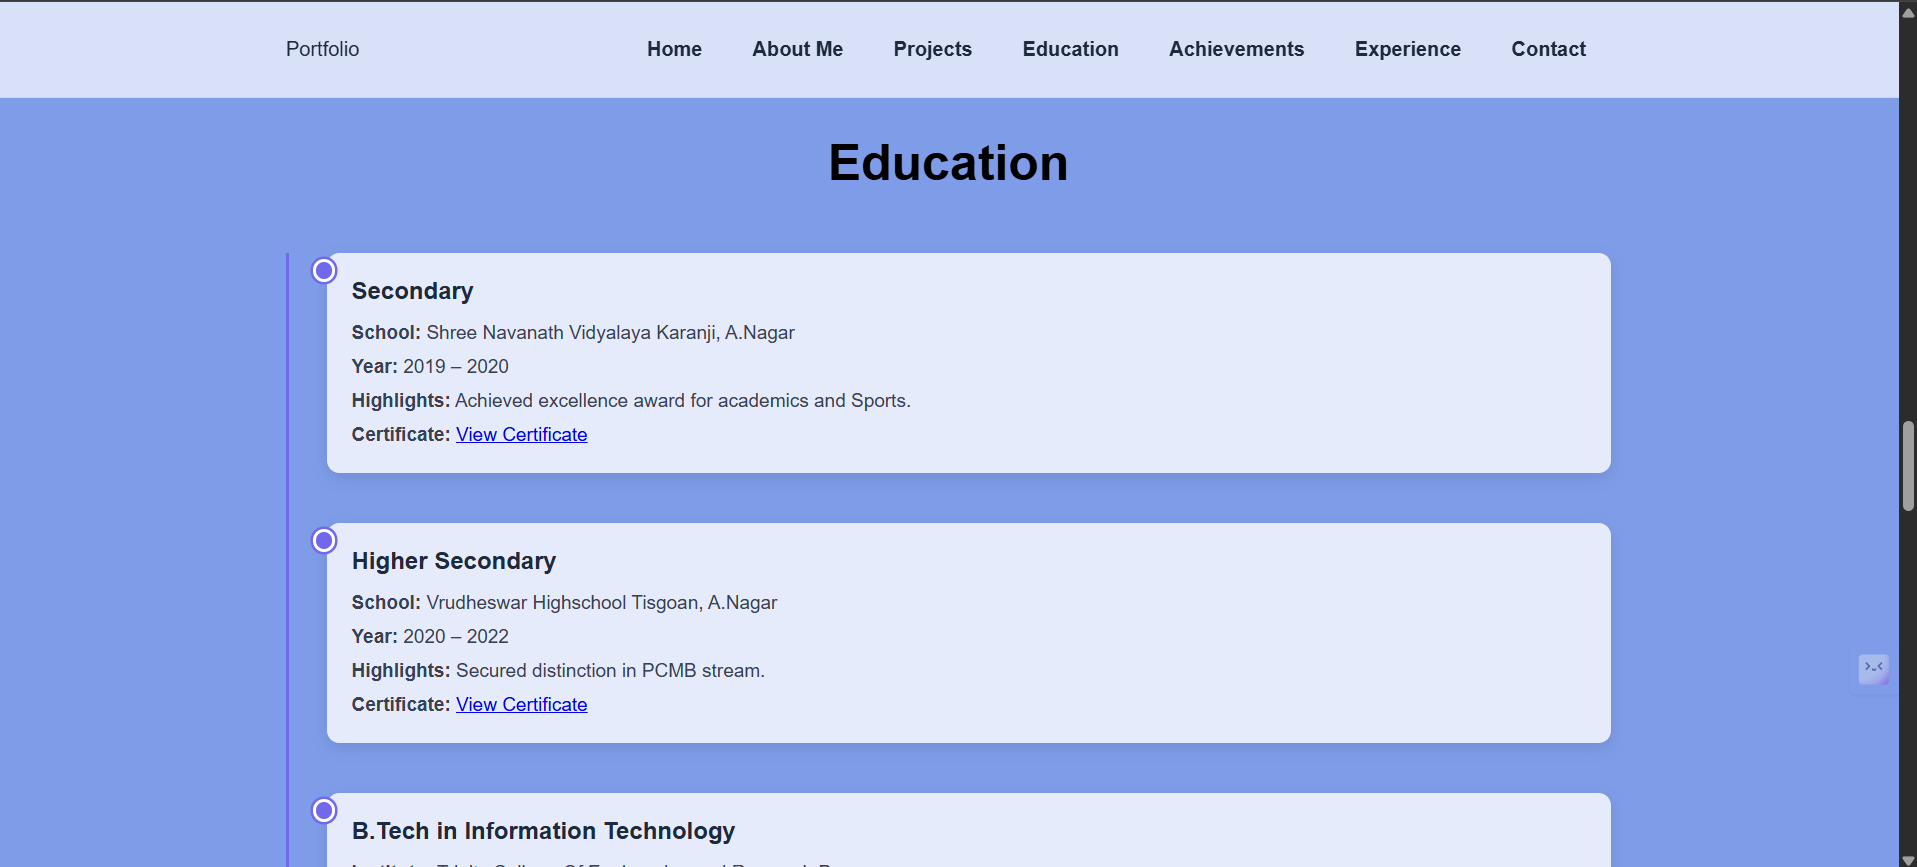 Portfolio
Home About Me Projects Education Achievements Experience Contact
Education
Secondary
School: Shree Navanath Vidyalaya Karanji, A.Nagar
Year: 2019 – 2020
Highlights: Achieved excellence award for academics and Sports.
Certificate: View Certificate
Higher Secondary
School: Vrudheswar Highschool Tisgoan, A.Nagar
Year: 2020 – 2022
Highlights: Secured distinction in PCMB stream.
Certificate: View Certificate
B.Tech in Information Technology